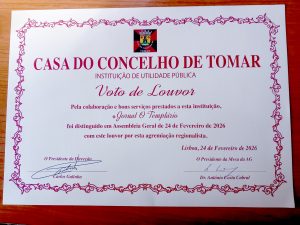 CASA DO CONCELHO DE TOMAR
INSTITUIÇÃO DE UTILIDADE PÚBLICA
Voto de Louvor
Pela colaboração e bons serviços prestados a esta instituição,
o Jornal O Templário
foi distinguido em Assembleia Geral de 24 de Fevereiro de 2026
com este louvor por esta agremiação regionalista.
Lisboa, 24 de Fevereiro de 2026
O Presidente da Direcção
O Presidente da Mesa da AG
Carlos Galinha
Dr. António Costa Cabral